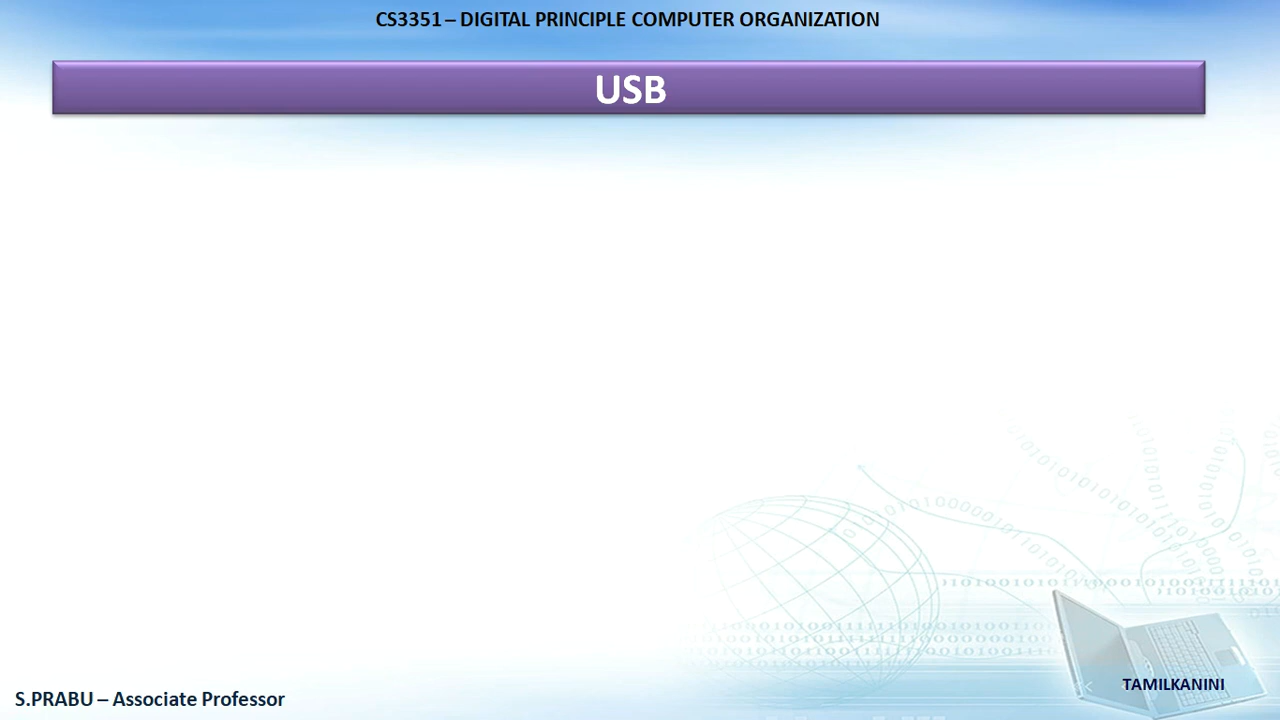 CS3351 – DIGITAL PRINCIPLE COMPUTER ORGANIZATION
USB
S.PRABU – Associate Professor
TAMILKANINI